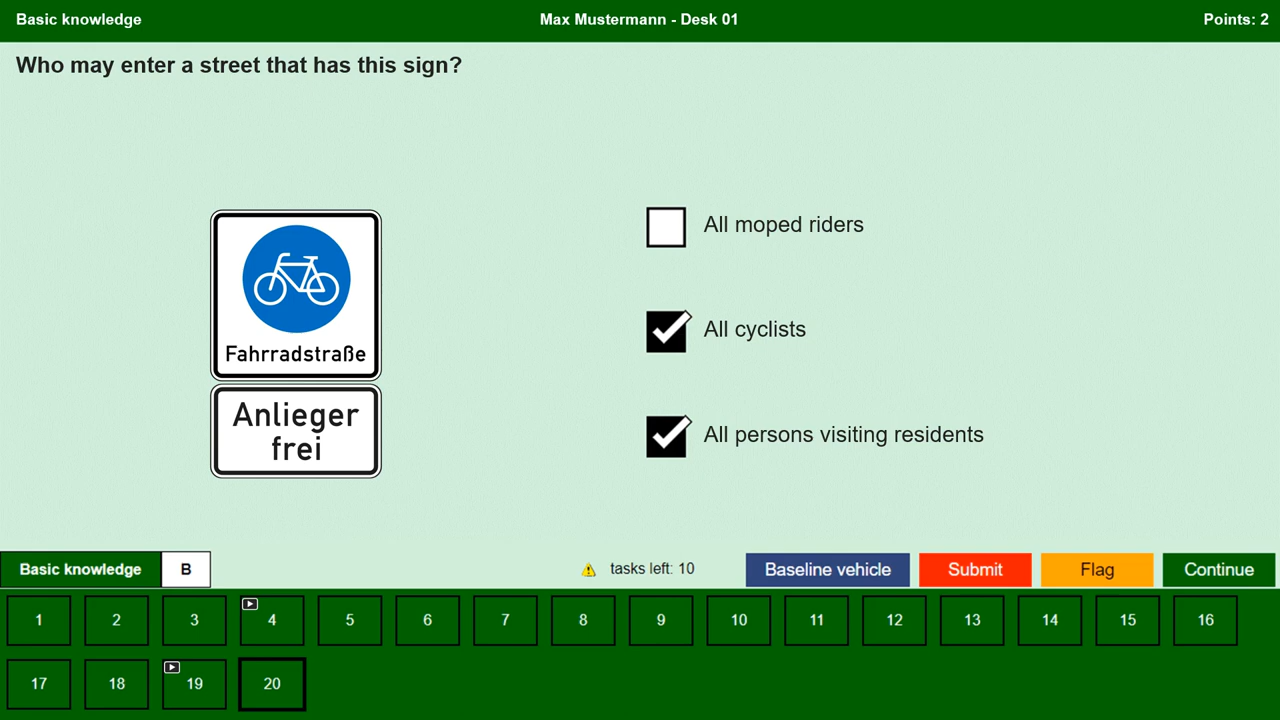 Basic knowledge
Max Mustermann - Desk 01
Points: 2
Who may enter a street that has this sign?
Fahrradstraße
Anlieger
frei
All moped riders
All cyclists
All persons visiting residents
Basic knowledge
B
tasks left: 10
Baseline vehicle
Submit
Flag
Continue
1 2 3 4 5 6 7 8 9 10 11 12 13 14 15 16
17 18 19 20